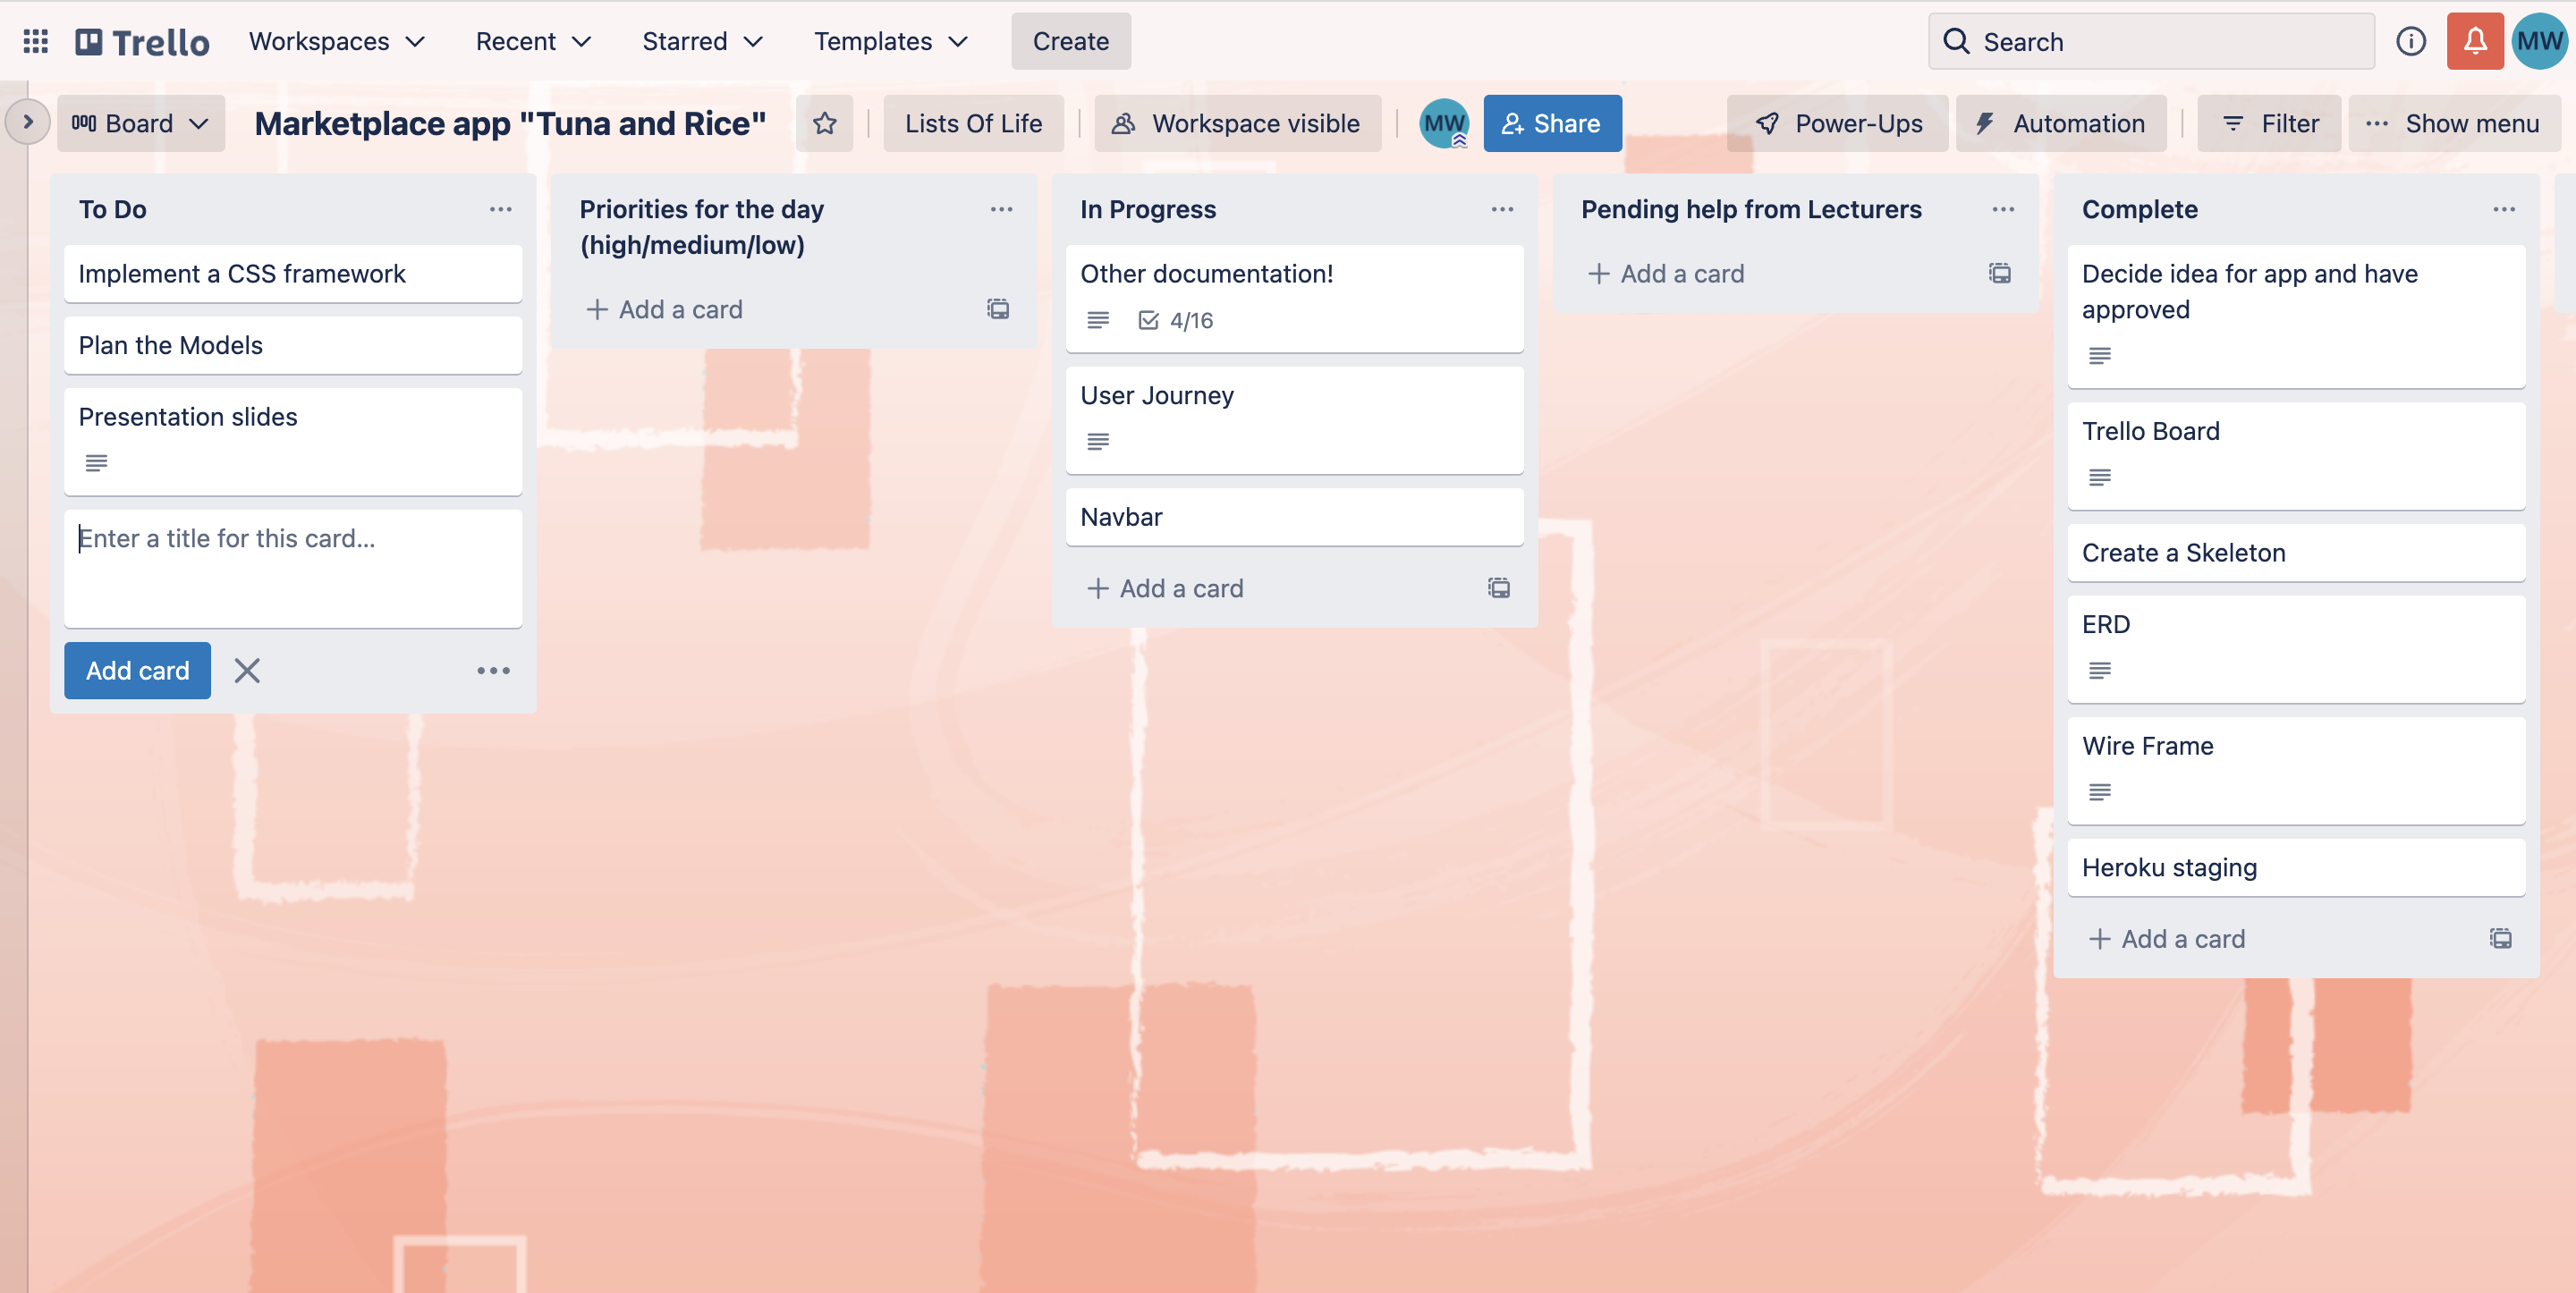 Trello
Workspaces
Recent
Starred
Templates
Create
Search
MW
Board
Marketplace app "Tuna and Rice"
Lists Of Life
Workspace visible
MW
Share
Power-Ups
Automation
Filter
Show menu
To Do
Implement a CSS framework
Plan the Models
Presentation slides
Enter a title for this card...
Add card
Priorities for the day
(high/medium/low)
Add a card
In Progress
Other documentation!
4/16
User Journey
Navbar
Add a card
Pending help from Lecturers
Add a card
Complete
Decide idea for app and have
approved
Trello Board
Create a Skeleton
ERD
Wire Frame
Heroku staging
Add a card